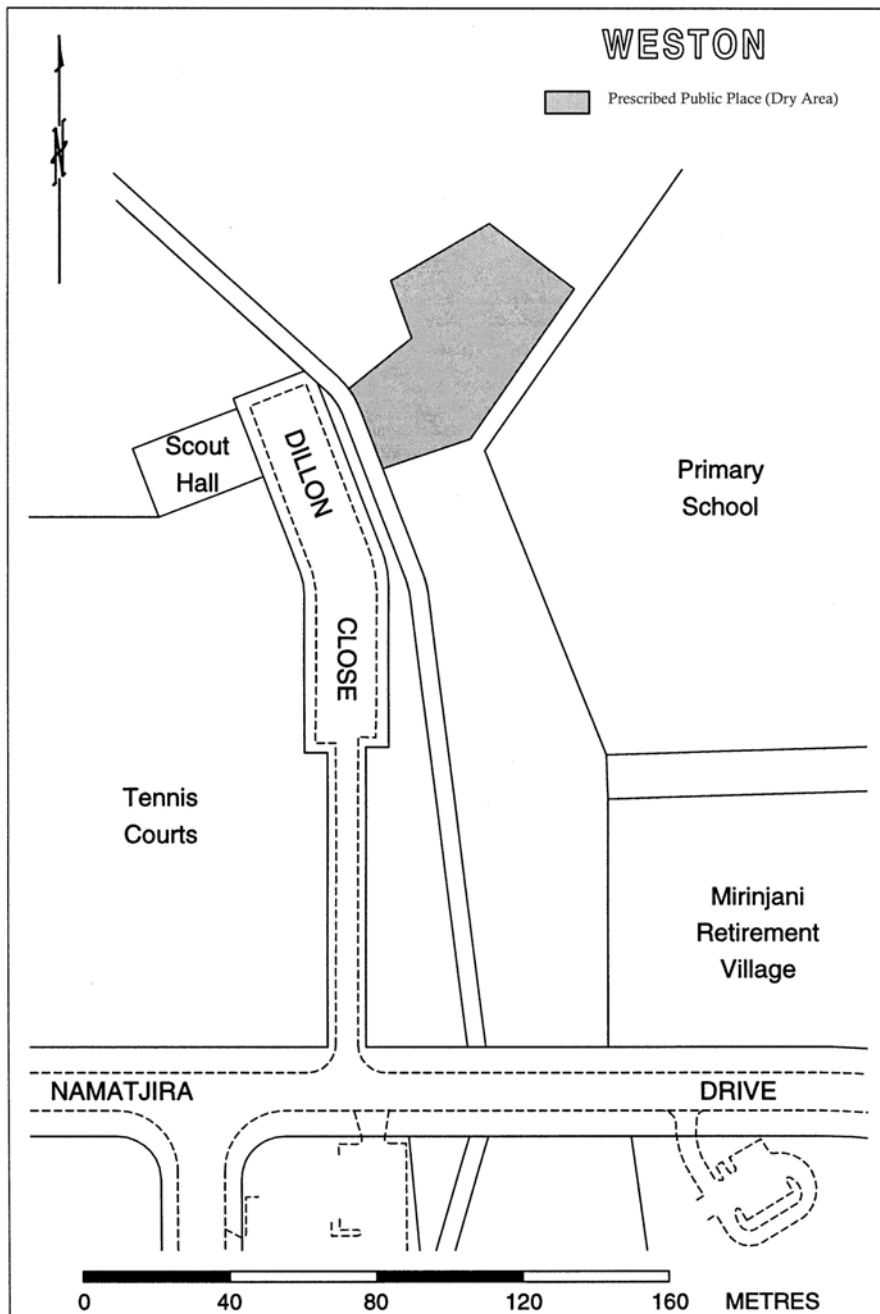 WESTON
Prescribed Public Place (Dry Area)
N
Scout
Hall
DILLON
CLOSE
Primary
School
Tennis
Courts
Mirinjani
Retirement
Village
NAMATJIRA DRIVE
0 40 80 120 160 METRES